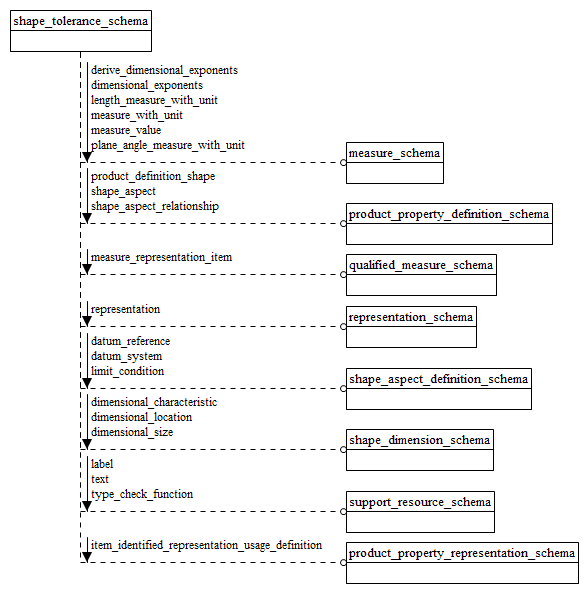 shape_tolerance_schema
derive_dimensional_exponents
dimensional_exponents
length_measure_with_unit
measure_with_unit
measure_value
plane_angle_measure_with_unit
measure_schema
product_definition_shape
shape_aspect
shape_aspect_relationship
product_property_definition_schema
measure_representation_item
qualified_measure_schema
representation
representation_schema
datum_reference
datum_system
limit_condition
shape_aspect_definition_schema
dimensional_characteristic
dimensional_location
dimensional_size
shape_dimension_schema
label
text
type_check_function
support_resource_schema
item_identified_representation_usage_definition
product_property_representation_schema